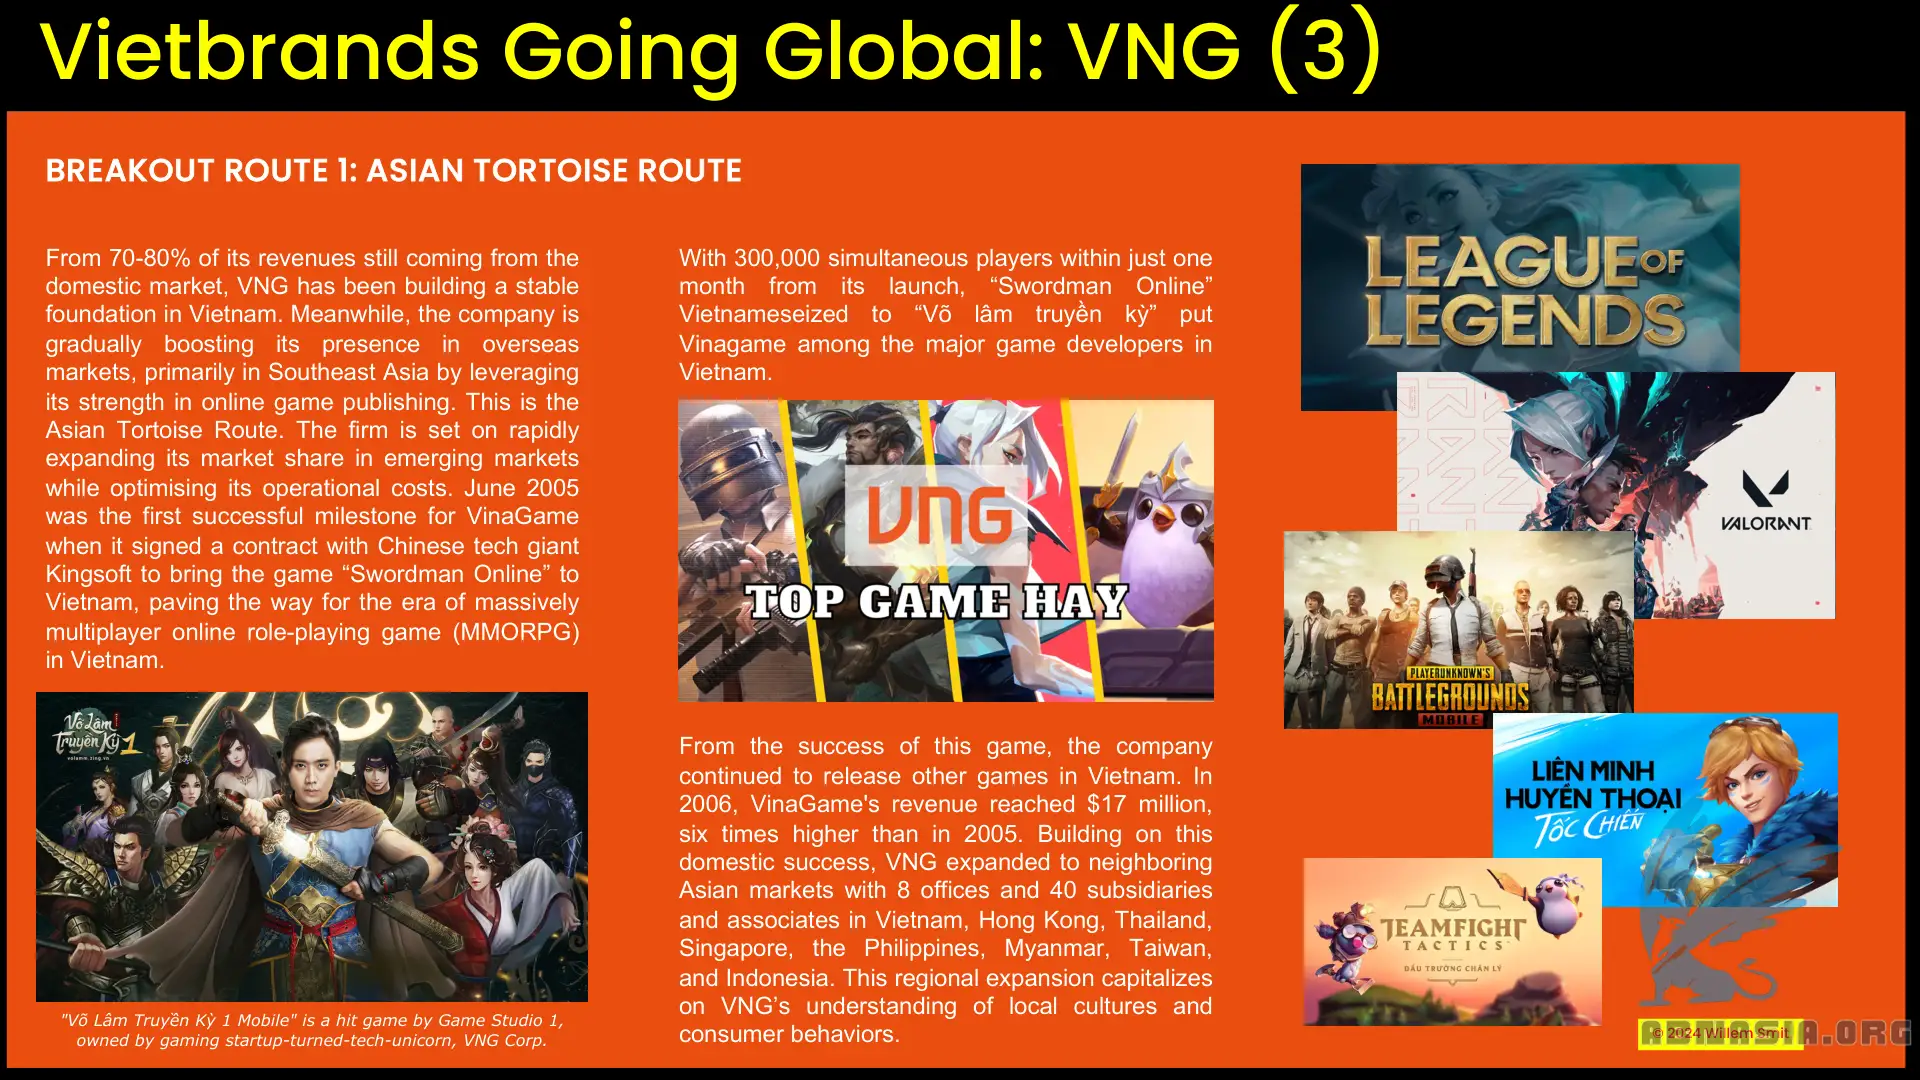 Vietbrands Going Global: VNG (3)
BREAKOUT ROUTE 1: ASIAN TORTOISE ROUTE
From 70-80% of its revenues still coming from the
domestic market, VNG has been building a stable
foundation in Vietnam. Meanwhile, the company is
gradually boosting its presence in overseas
markets, primarily in Southeast Asia by leveraging
its strength in online game publishing. This is the
Asian Tortoise Route. The firm is set on rapidly
expanding its market share in emerging markets
while optimising its operational costs. June 2005
was the first successful milestone for VinaGame
when it signed a contract with Chinese tech giant
Kingsoft to bring the game “Swordman Online” to
Vietnam, paving the way for the era of massively
multiplayer online role-playing game (MMORPG)
in Vietnam.
Võ Lâm
Truyền Kỳ 1
volamm.zing.vn
"Võ Lâm Truyền Kỳ 1 Mobile" is a hit game by Game Studio 1,
owned by gaming startup-turned-tech-unicorn, VNG Corp.
With 300,000 simultaneous players within just one
month from its launch, “Swordman Online”
Vietnameseized to “Võ lâm truyền kỳ” put
Vinagame among the major game developers in
Vietnam.
VNG
TOP GAME HAY
From the success of this game, the company
continued to release other games in Vietnam. In
2006, VinaGame's revenue reached $17 million,
six times higher than in 2005. Building on this
domestic success, VNG expanded to neighboring
Asian markets with 8 offices and 40 subsidiaries
and associates in Vietnam, Hong Kong, Thailand,
Singapore, the Philippines, Myanmar, Taiwan,
and Indonesia. This regional expansion capitalizes
on VNG’s understanding of local cultures and
consumer behaviors.
LEAGUE OF
LEGENDS
VALORANT
PLAYERUNKNOWN'S
BATTLEGROUNDS
MOBILE
LIÊN MINH
HUYỀN THOẠI
TỐC CHIẾN
TEAMFIGHT
TACTICS
ĐẤU TRƯỜNG CHÂN LÝ
© 2024 Willem Smit
ADNASIA.ORG